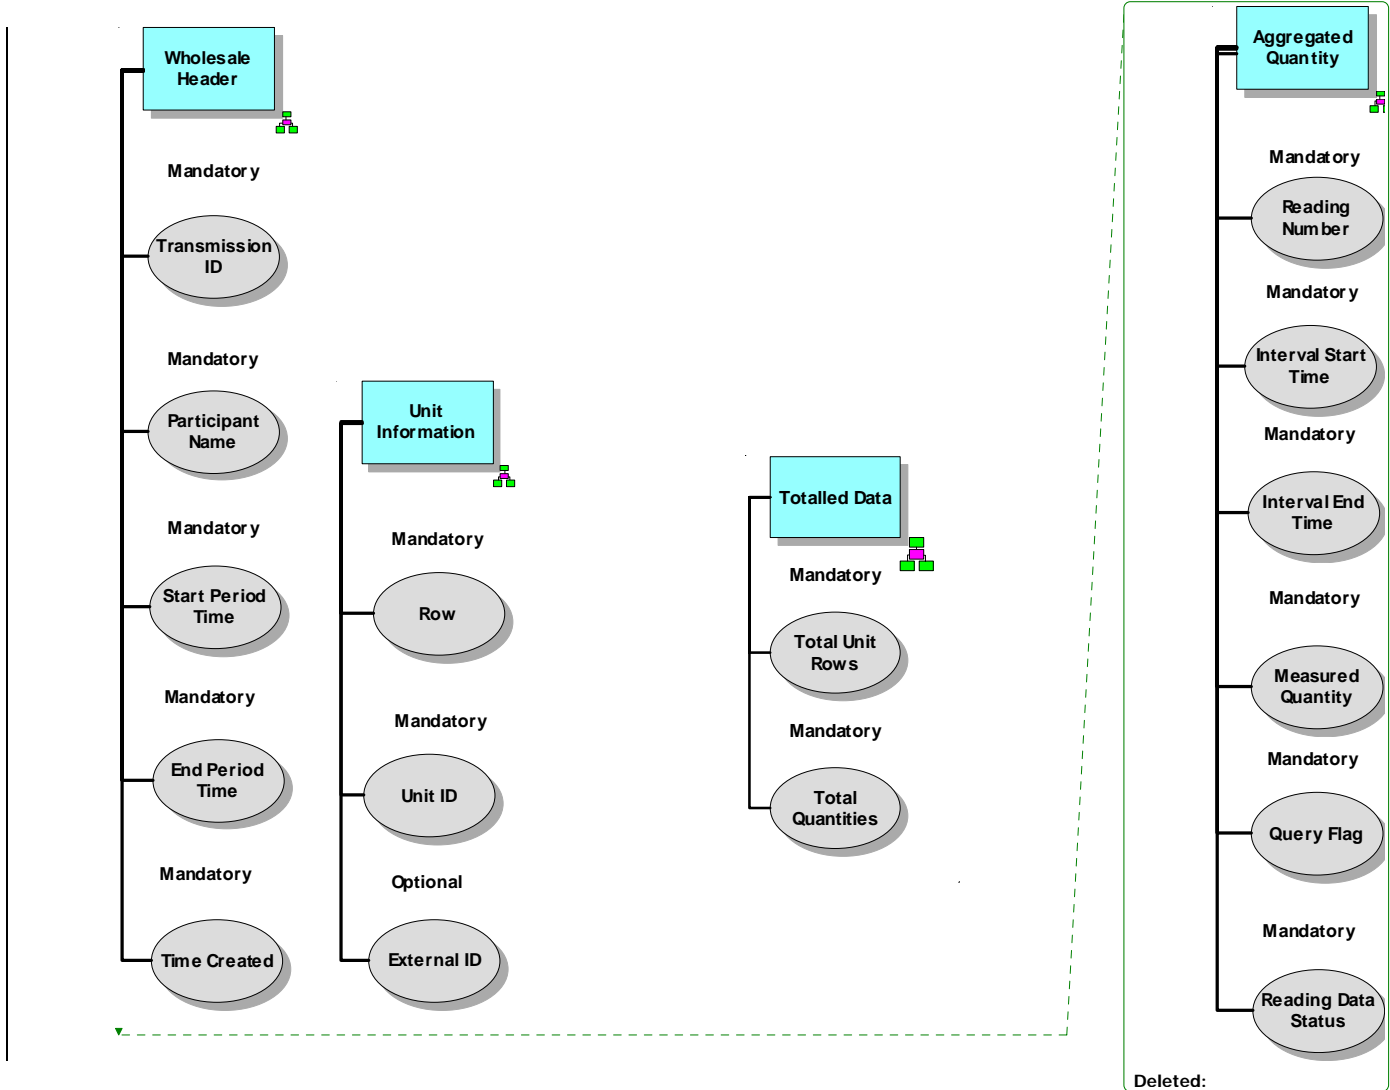 Wholesale
Header
Mandatory
Transmission
ID
Mandatory
Participant
Name
Mandatory
Start Period
Time
Mandatory
End Period
Time
Mandatory
Time Created
Unit
Information
Mandatory
Row
Mandatory
Unit ID
Optional
External ID
Totalled Data
Mandatory
Total Unit
Rows
Mandatory
Total
Quantities
Aggregated
Quantity
Mandatory
Reading
Number
Mandatory
Interval Start
Time
Mandatory
Interval End
Time
Mandatory
Measured
Quantity
Mandatory
Query Flag
Mandatory
Reading Data
Status
Deleted: